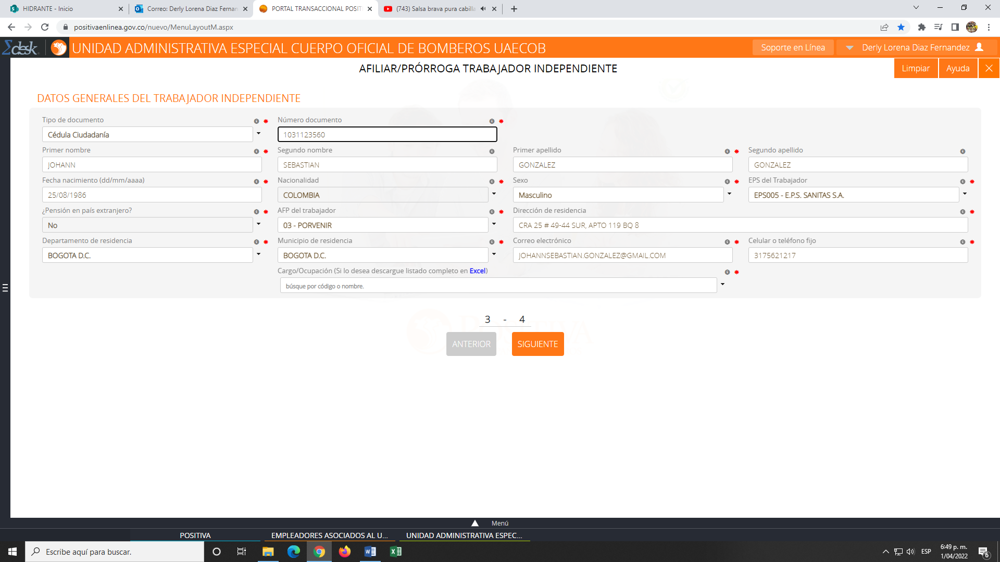 HIDRANTE - Inicio
Correo: Derly Lorena Diaz Fernan
PORTAL TRANSACCIONAL POSIT
(743) Salsa brava pura cabilla
positivaenlinea.gov.co/nuevo/MenuLayoutM.aspx
desk
UNIDAD ADMINISTRATIVA ESPECIAL CUERPO OFICIAL DE BOMBEROS UAECOB
Soporte en Línea
Derly Lorena Diaz Fernandez
AFILIAR/PRÓRROGA TRABAJADOR INDEPENDIENTE
Limpiar
Ayuda
DATOS GENERALES DEL TRABAJADOR INDEPENDIENTE
Tipo de documento
Número documento
Cédula Ciudadanía
1031123560
Primer nombre
Segundo nombre
Primer apellido
Segundo apellido
JOHANN
SEBASTIAN
GONZALEZ
GONZALEZ
Fecha nacimiento (dd/mm/aaaa)
Nacionalidad
Sexo
EPS del Trabajador
25/08/1986
COLOMBIA
Masculino
EPS005 - E.P.S. SANITAS S.A.
¿Pensión en país extranjero?
AFP del trabajador
Dirección de residencia
No
03 - PORVENIR
CRA 25 # 49-44 SUR, APTO 119 BQ 8
Departamento de residencia
Municipio de residencia
Correo electrónico
Celular o teléfono fijo
BOGOTA D.C.
BOGOTA D.C.
JOHANNSEBASTIAN.GONZALEZ@GMAIL.COM
3175621217
Cargo/Ocupación (Si lo desea descargue listado completo en Excel)
búsque por código o nombre.
3 - 4
ANTERIOR
SIGUIENTE
Menú
POSITIVA
EMPLEADORES ASOCIADOS AL U...
UNIDAD ADMINISTRATIVA ESPEC...
Escribe aquí para buscar.
ESP
6:49 p. m.
1/04/2022
6